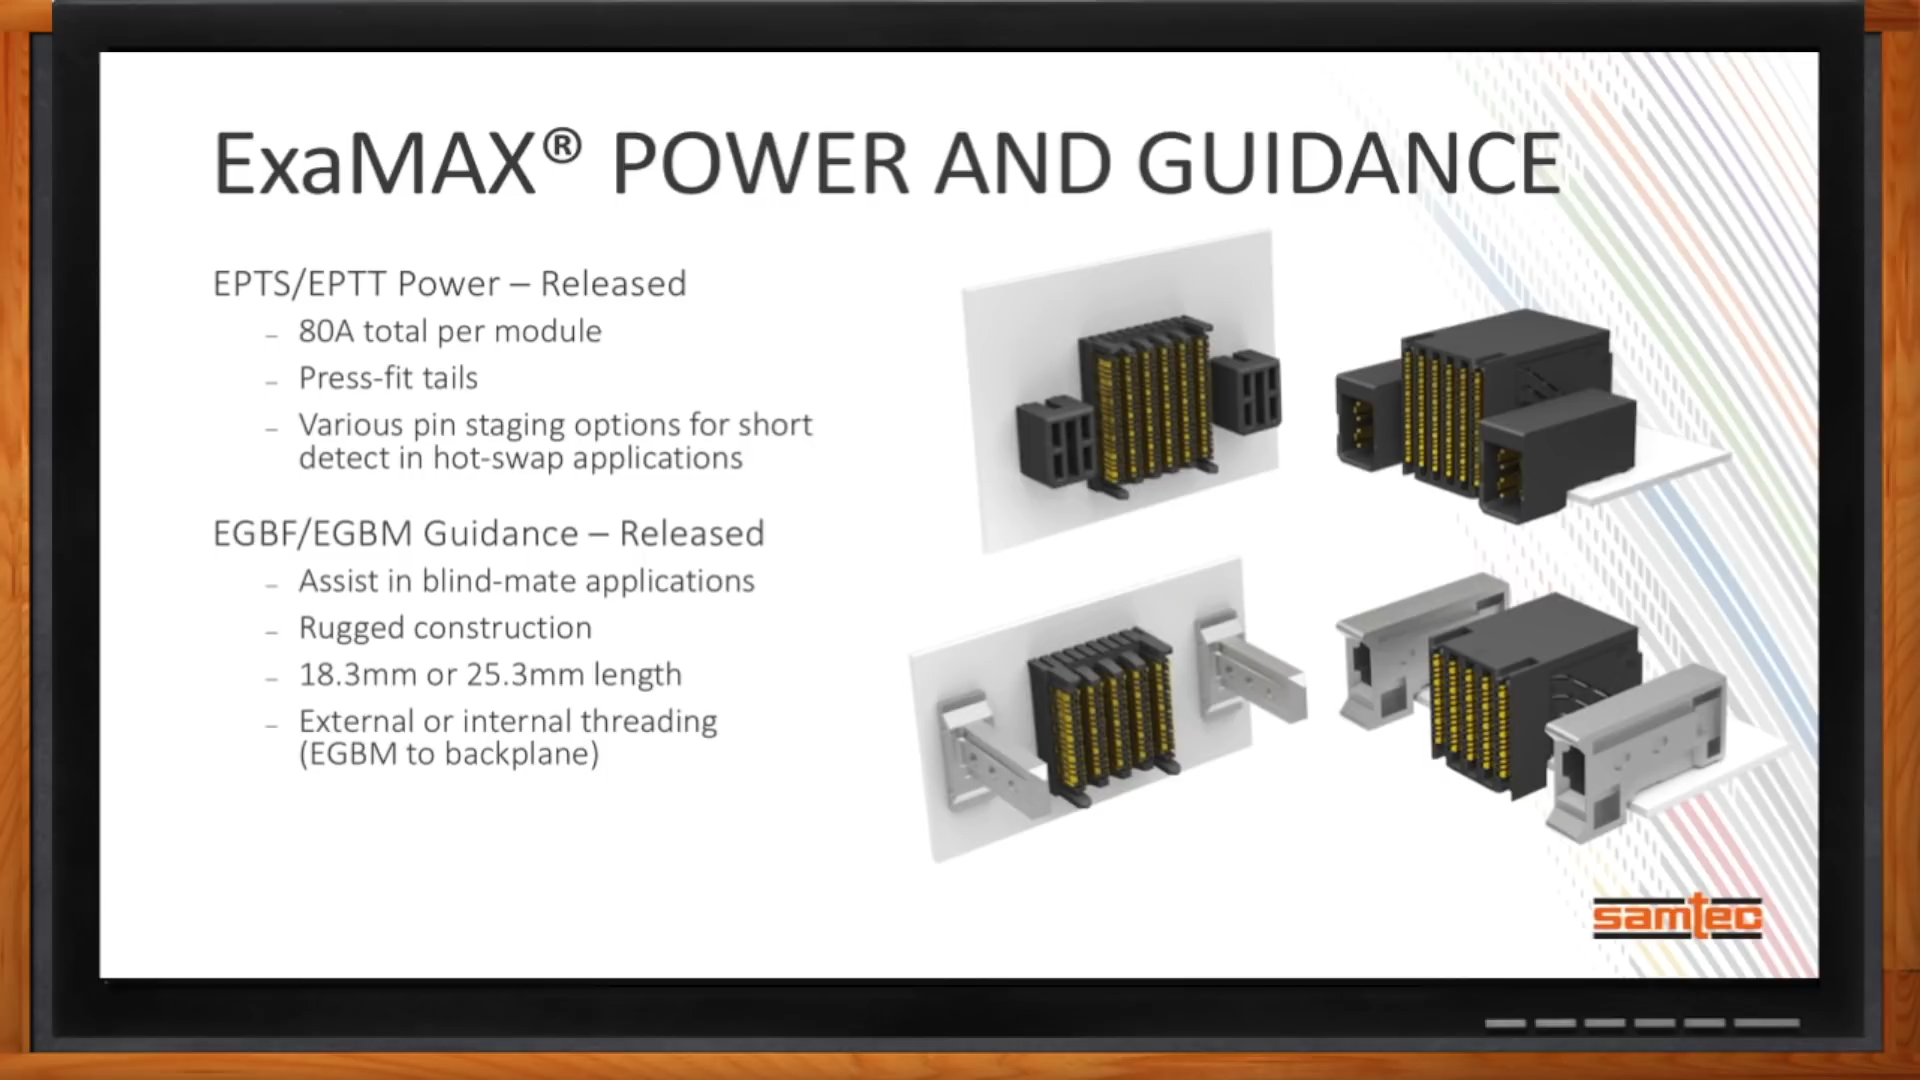 ExaMAX® POWER AND GUIDANCE
EPTS/EPTT Power – Released
– 80A total per module
– Press-fit tails
– Various pin staging options for short
detect in hot-swap applications
EGBF/EGBM Guidance – Released
– Assist in blind-mate applications
– Rugged construction
– 18.3mm or 25.3mm length
– External or internal threading
(EGBM to backplane)
samtec